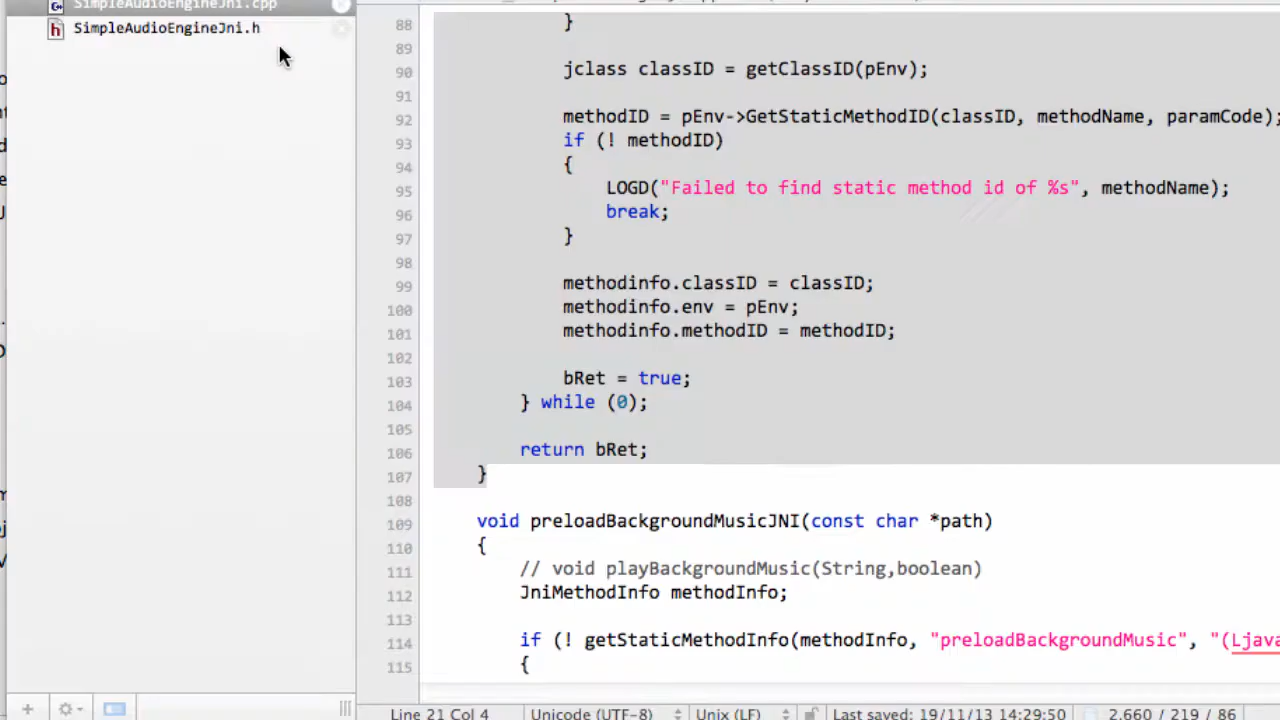 SimpleAudioEngineJni.cpp
SimpleAudioEngineJni.h
88 }
89
90 jclass classID = getClassID(pEnv);
91
92 methodID = pEnv->GetStaticMethodID(classID, methodName, paramCode);
93 if (! methodID)
94 {
95 LOGD("Failed to find static method id of %s", methodName);
96 break;
97 }
98
99 methodinfo.classID = classID;
100 methodinfo.env = pEnv;
101 methodinfo.methodID = methodID;
102
103 bRet = true;
104 } while (0);
105
106 return bRet;
107 }
108
109 void preloadBackgroundMusicJNI(const char *path)
110 {
111 // void playBackgroundMusic(String,boolean)
112 JniMethodInfo methodInfo;
113
114 if (! getStaticMethodInfo(methodInfo, "preloadBackgroundMusic", "(Ljava
115 {
Line 21 Col 4 Unicode (UTF-8) Unix (LF) Last saved: 19/11/13 14:29:50 2.660 / 219 / 86